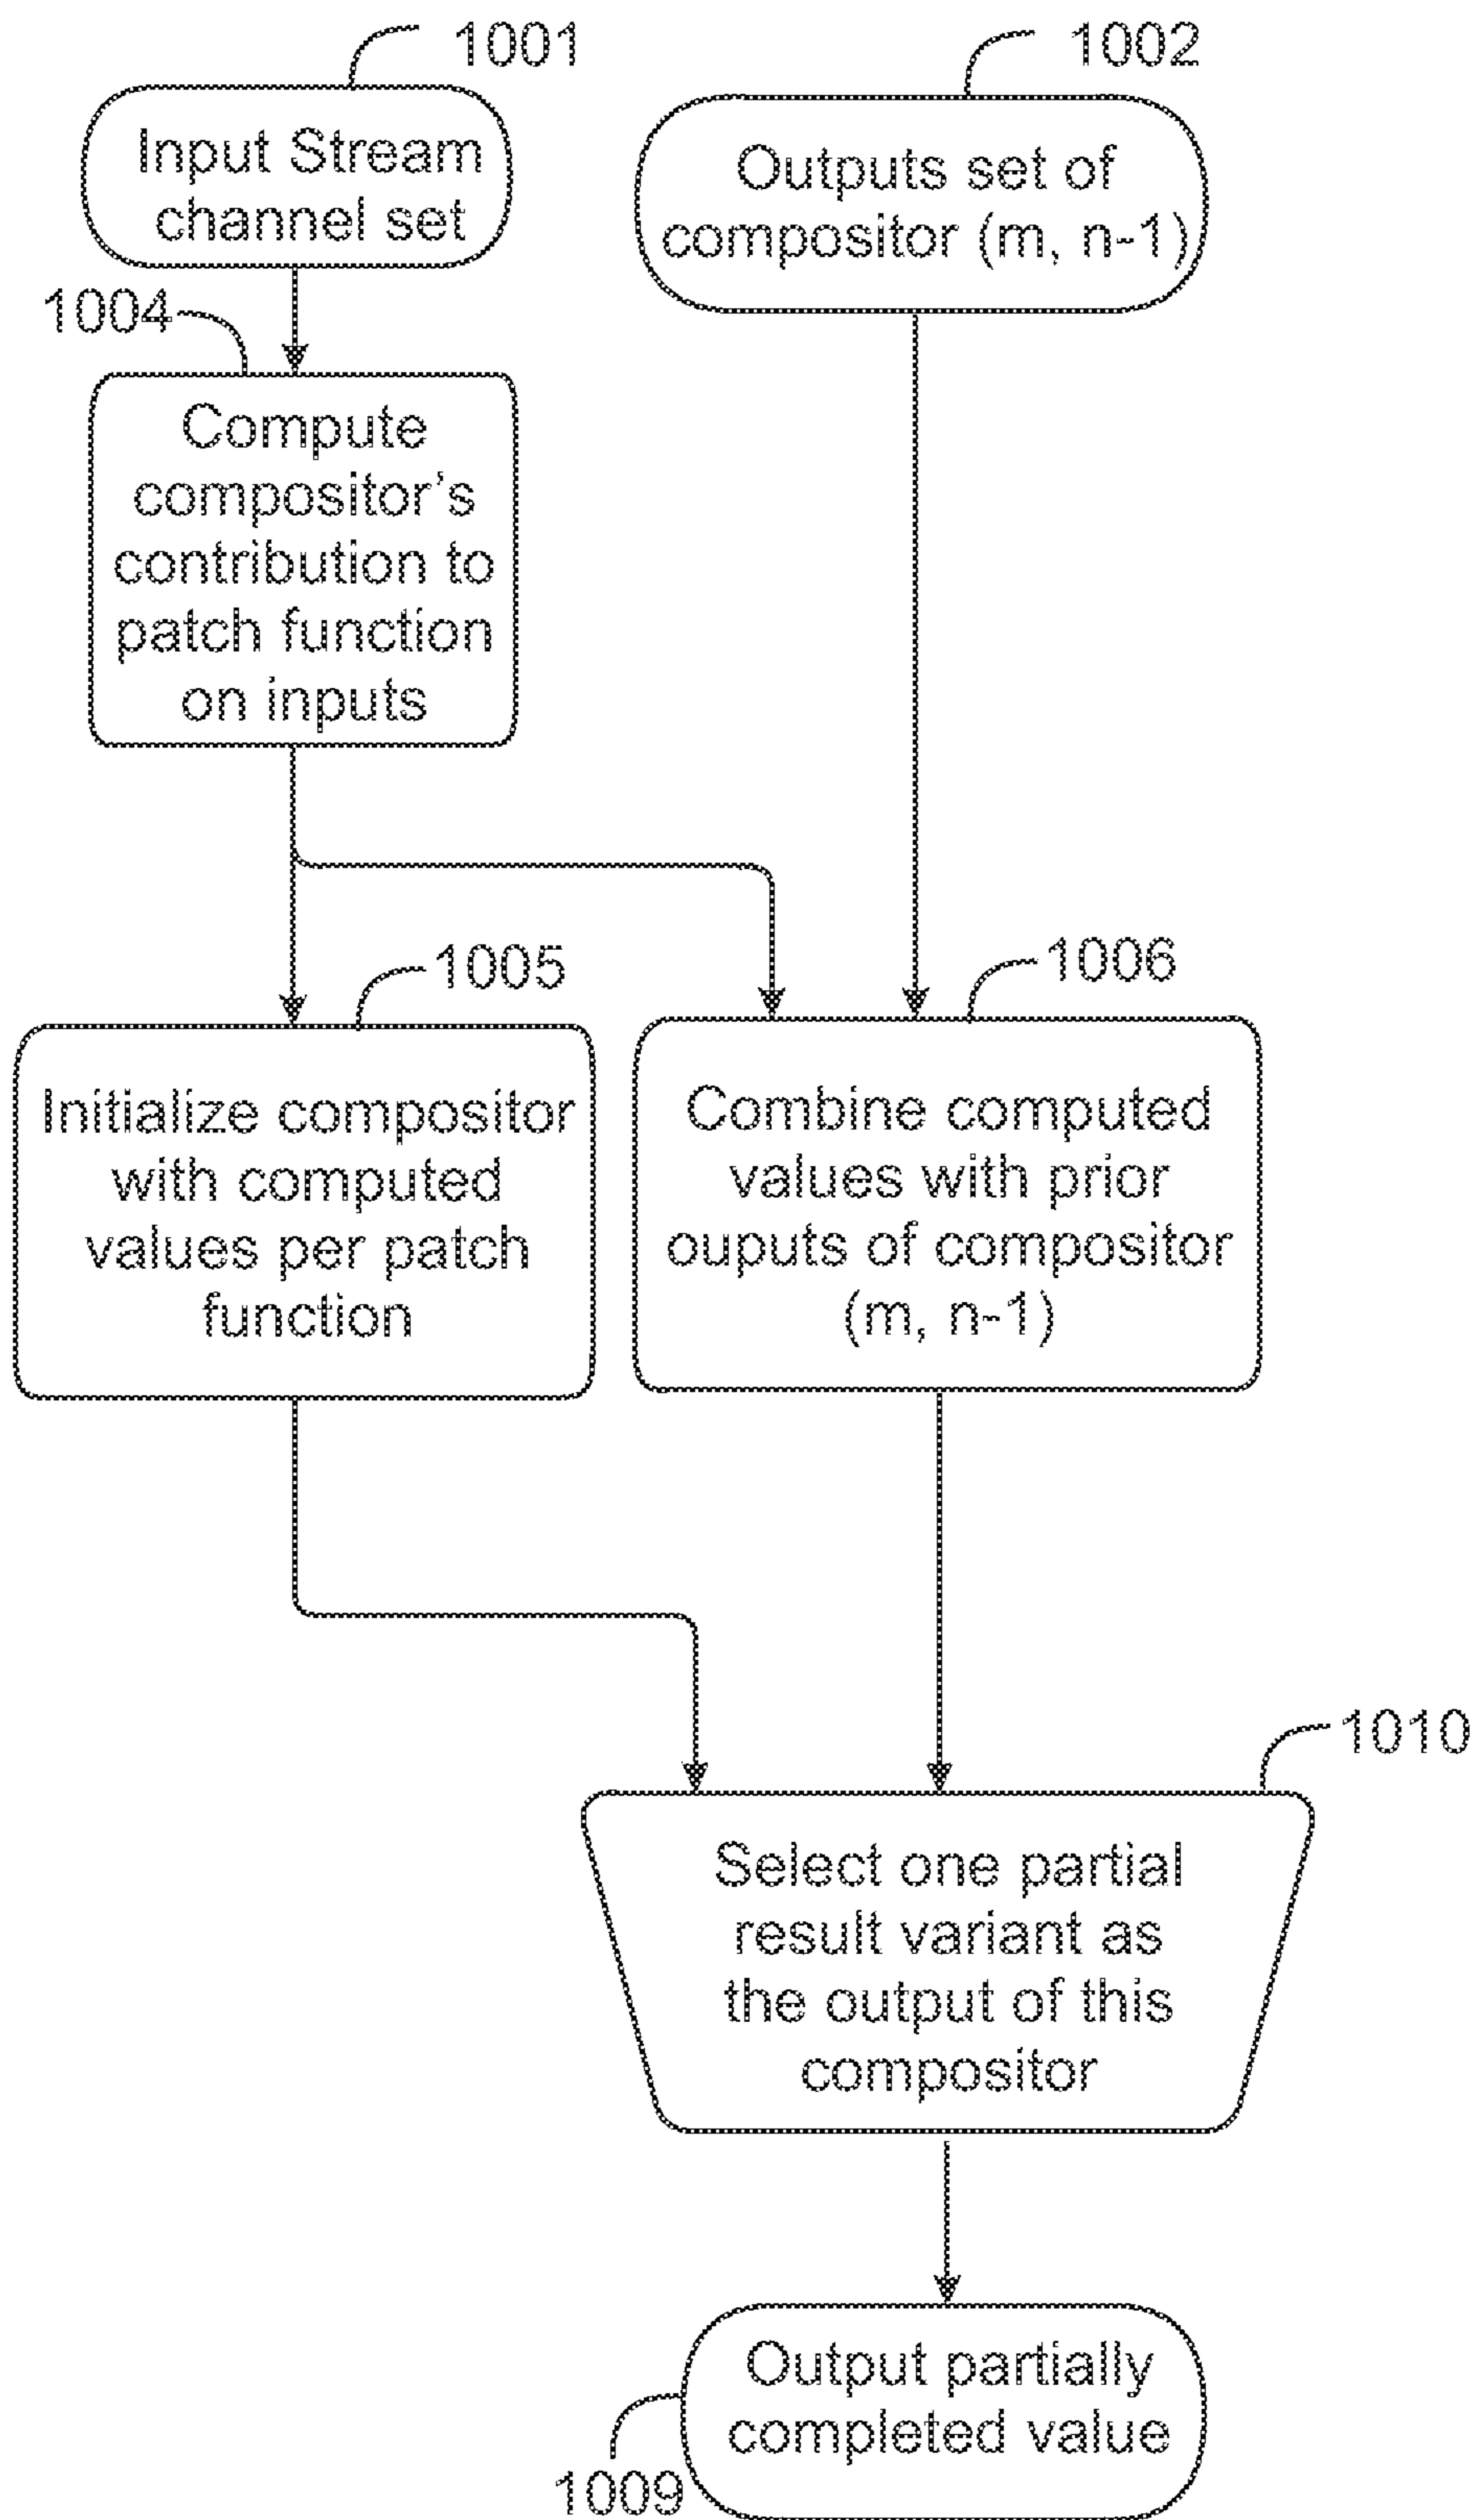 1001
1002
Input Stream
channel set
Outputs set of
compositor (m, n-1)
1004
Compute
compositor's
contribution to
patch function
on inputs
1005
1006
Initialize compositor
with computed
values per patch
function
Combine computed
values with prior
ouputs of compositor
(m, n-1)
1010
Select one partial
result variant as
the output of this
compositor
Output partially
completed value
1009